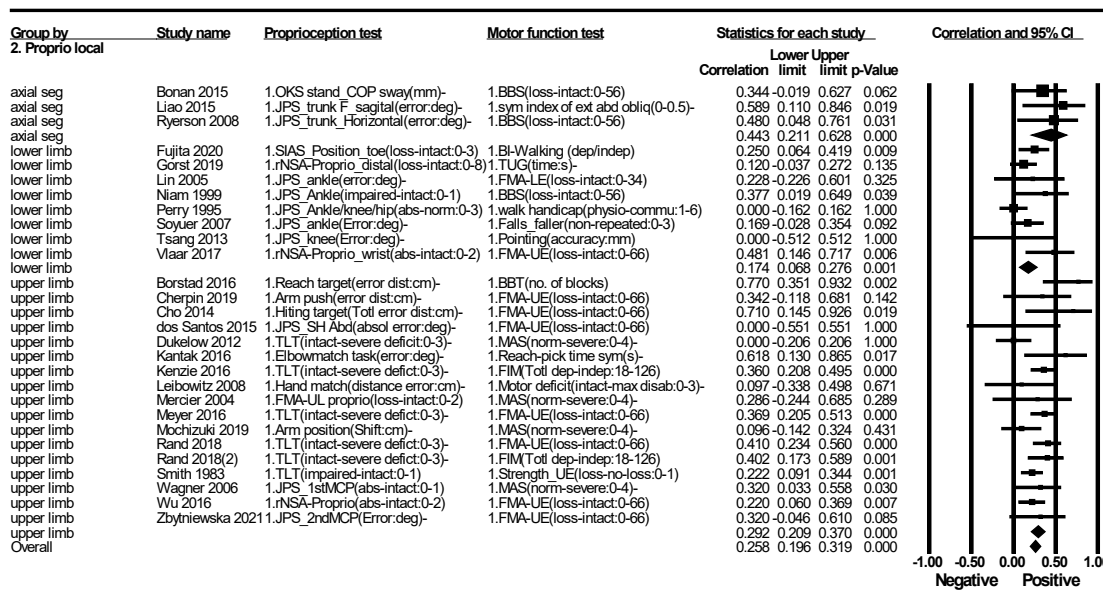 Group by Study name Proprioception test Motor function test Statistics for each study Correlation and 95% CI
2. Proprio local
Lower Upper
Correlation limit limit p-Value
axial seg Bonan 2015 1.OKS stand_COP sway(mm)- 1.BBS(loss-intact:0-56) 0.344 -0.019 0.627 0.062
axial seg Liao 2015 1.JPS_trunk F_sagital(error:deg)- 1.sym index of ext abd obliq(0-0.5)- 0.589 0.110 0.846 0.019
axial seg Ryerson 2008 1.JPS_trunk_Horizontal(error:deg)- 1.BBS(loss-intact:0-56) 0.480 0.048 0.761 0.031
axial seg 0.443 0.211 0.628 0.000
lower limb Fujita 2020 1.SIAS_Position_toe(loss-intact:0-3) 1.BI-Walking (dep/indep) 0.250 0.064 0.419 0.009
lower limb Gorst 2019 1.rNSA-Proprio_distal(loss-intact:0-8) 1.TUG(time:s)- 0.120 -0.037 0.272 0.135
lower limb Lin 2005 1.JPS_ankle(error:deg)- 1.FMA-LE(loss-intact:0-34) 0.228 -0.226 0.601 0.325
lower limb Niam 1999 1.JPS_Ankle(impaired-intact:0-1) 1.BBS(loss-intact:0-56) 0.377 0.019 0.649 0.039
lower limb Perry 1995 1.JPS_Ankle/knee/hip(abs-norm:0-3) 1.walk handicap(physio-commu:1-6) 0.000 -0.162 0.162 1.000
lower limb Soyuer 2007 1.JPS_ankle(Error:deg)- 1.Falls_faller(non-repeated:0-3) 0.169 -0.028 0.354 0.092
lower limb Tsang 2013 1.JPS_knee(Error:deg)- 1.Pointing(accuracy:mm) 0.000 -0.512 0.512 1.000
lower limb Vlaar 2017 1.rNSA-Proprio_wrist(abs-intact:0-2) 1.FMA-UE(loss-intact:0-66) 0.481 0.146 0.717 0.006
lower limb 0.174 0.068 0.276 0.001
upper limb Borstad 2016 1.Reach target(error dist:cm)- 1.BBT(no. of blocks) 0.770 0.351 0.932 0.002
upper limb Cherpin 2019 1.Arm push(error dist:cm)- 1.FMA-UE(loss-intact:0-66) 0.342 -0.118 0.681 0.142
upper limb Cho 2014 1.Hiting target(Totl error dist:cm)- 1.FMA-UE(loss-intact:0-66) 0.710 0.145 0.926 0.019
upper limb dos Santos 2015 1.JPS_SH Abd(absol error:deg)- 1.FMA-UE(loss-intact:0-66) 0.000 -0.551 0.551 1.000
upper limb Dukelow 2012 1.TLT(intact-severe deficit:0-3)- 1.MAS(norm-severe:0-4)- 0.000 -0.206 0.206 1.000
upper limb Kantak 2016 1.Elbowmatch task(error:deg)- 1.Reach-pick time sym(s)- 0.618 0.130 0.865 0.017
upper limb Kenzie 2016 1.TLT(intact-severe defict:0-3)- 1.FIM(Totl dep-indep:18-126) 0.360 0.208 0.495 0.000
upper limb Leibowitz 2008 1.Hand match(distance error:cm)- 1.Motor deficit(intact-max disab:0-3)- 0.097 -0.338 0.498 0.671
upper limb Mercier 2004 1.FMA-UL proprio(loss-intact:0-2) 1.MAS(norm-severe:0-4)- 0.286 -0.244 0.685 0.289
upper limb Meyer 2016 1.TLT(intact-severe deficit:0-3)- 1.FMA-UE(loss-intact:0-66) 0.369 0.205 0.513 0.000
upper limb Mochizuki 2019 1.Arm position(Shift:cm)- 1.MAS(norm-severe:0-4)- 0.096 -0.142 0.324 0.431
upper limb Rand 2018 1.TLT(intact-severe defict:0-3)- 1.FMA-UE(loss-intact:0-66) 0.410 0.234 0.560 0.000
upper limb Rand 2018(2) 1.TLT(intact-severe defict:0-3)- 1.FIM(Totl dep-indep:18-126) 0.402 0.173 0.589 0.001
upper limb Smith 1983 1.TLT(impaired-intact:0-1) 1.Strength_UE(loss-no-loss:0-1) 0.222 0.091 0.344 0.001
upper limb Wagner 2006 1.JPS_1stMCP(abs-intact:0-1) 1.MAS(norm-severe:0-4)- 0.320 0.033 0.558 0.030
upper limb Wu 2016 1.rNSA-Proprio(abs-intact:0-2) 1.FMA-UE(loss-intact:0-66) 0.220 0.060 0.369 0.007
upper limb Zbytniewska 2021 1.JPS_2ndMCP(Error:deg)- 1.FMA-UE(loss-intact:0-66) 0.320 -0.046 0.610 0.085
upper limb 0.292 0.209 0.370 0.000
Overall 0.258 0.196 0.319 0.000
-1.00 -0.50 0.00 0.50 1.00
Negative Positive